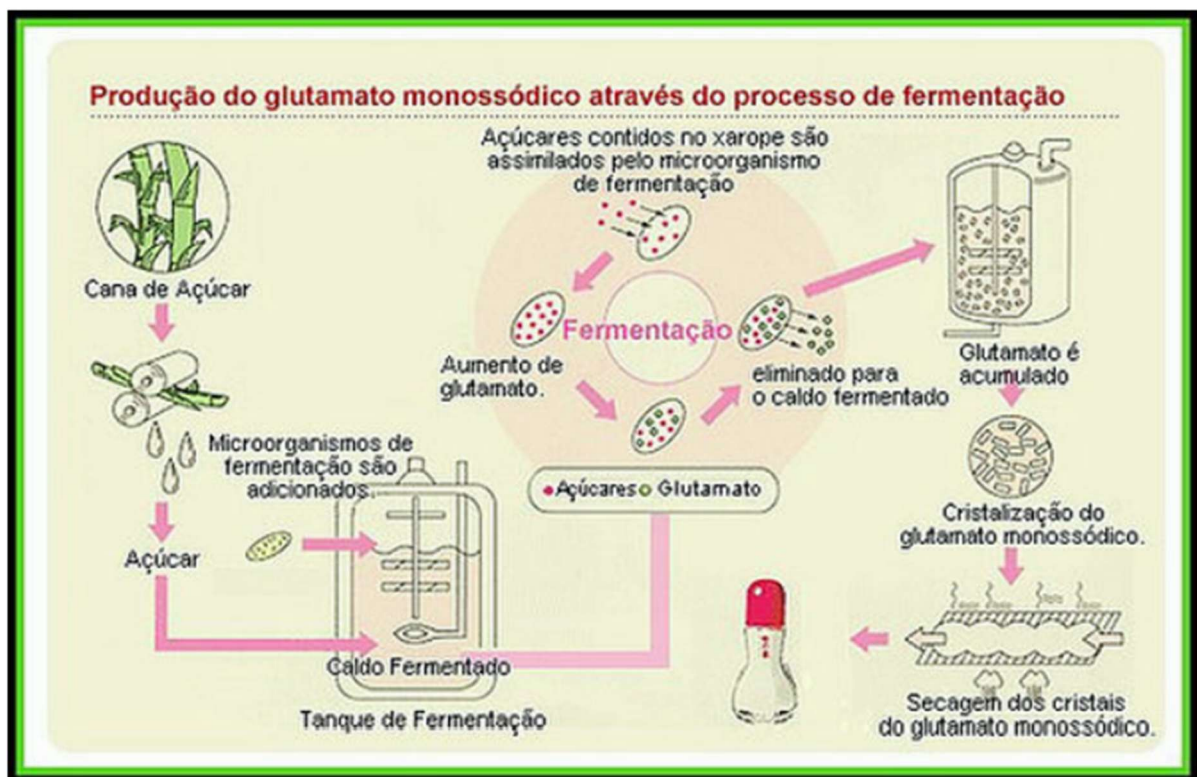 Produção do glutamato monossódico através do processo de fermentação
Cana de Açúcar
Açúcar
Microorganismos de
fermentação são
adicionados.
Caldo Fermentado
Tanque de Fermentação
Açúcares contidos no xarope são
assimilados pelo microorganismo
de fermentação
Fermentação
Aumento de
glutamato.
eliminado para
o caldo fermentado
Açúcares Glutamato
Glutamato é
acumulado
Cristalização do
glutamato monossódico.
Secagem dos cristais
do glutamato monossódico.